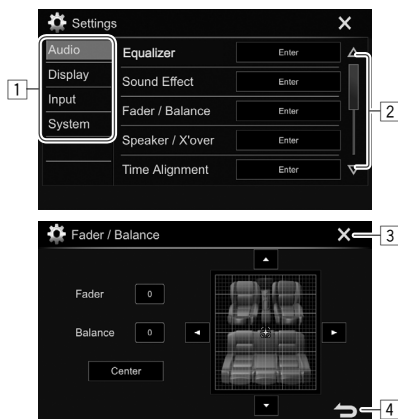 Settings
Audio
Display
Input
System
Equalizer Enter
Sound Effect Enter
Fader / Balance Enter
Speaker / X'over Enter
Time Alignment Enter
1
2
Fader / Balance
3
Fader 0
Balance 0
Center
4